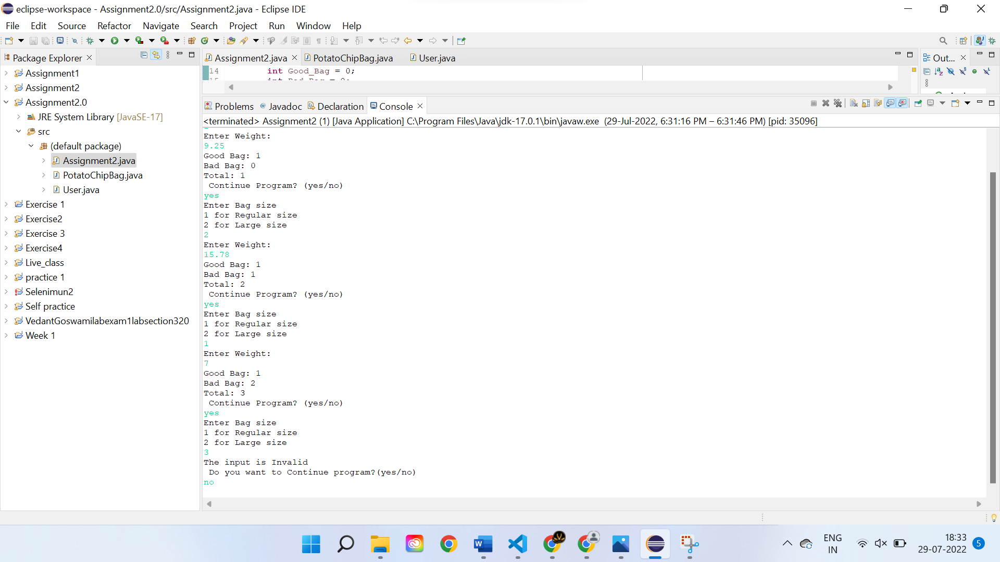 eclipse-workspace - Assignment2.0/src/Assignment2.java - Eclipse IDE
File Edit Source Refactor Navigate Search Project Run Window Help
Package Explorer
Assignment1
Assignment2
Assignment2.0
JRE System Library [JavaSE-17]
src
(default package)
Assignment2.java
PotatoChipBag.java
User.java
Exercise 1
Exercise2
Exercise 3
Exercise4
Live_class
practice 1
Selenimun2
Self practice
VedantGoswamilabexam1labsection320
Week 1
Assignment2.java PotatoChipBag.java User.java
14 int Good_Bag = 0;
Out...
Problems Javadoc Declaration Console
<terminated> Assignment2 (1) [Java Application] C:\Program Files\Java\jdk-17.0.1\bin\javaw.exe (29-Jul-2022, 6:31:16 PM – 6:31:46 PM) [pid: 35096]
Enter Weight:
9.25
Good Bag: 1
Bad Bag: 0
Total: 1
Continue Program? (yes/no)
yes
Enter Bag size
1 for Regular size
2 for Large size
2
Enter Weight:
15.78
Good Bag: 1
Bad Bag: 1
Total: 2
Continue Program? (yes/no)
yes
Enter Bag size
1 for Regular size
2 for Large size
1
Enter Weight:
7
Good Bag: 1
Bad Bag: 2
Total: 3
Continue Program? (yes/no)
yes
Enter Bag size
1 for Regular size
2 for Large size
3
The input is Invalid
Do you want to Continue program?(yes/no)
no
ENG
IN
18:33
29-07-2022
5